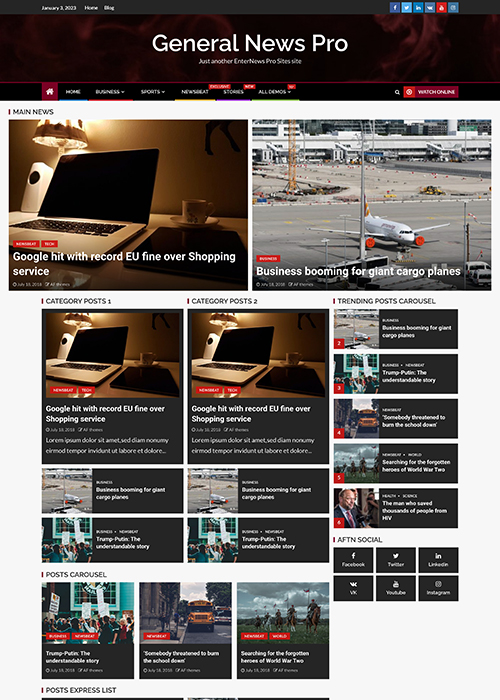 January 3, 2023 Home Blog
General News Pro
Just another EnterNews Pro Sites site
HOME BUSINESS SPORTS NEWSBEAT EXCLUSIVE STORIES NEW ALL DEMOS WATCH ONLINE
MAIN NEWS
NEWSBEAT TECH
Google hit with record EU fine over Shopping
service
July 18, 2018 AF themes
BUSINESS
Business booming for giant cargo planes
July 18, 2018 AF themes
CATEGORY POSTS 1
NEWSBEAT TECH
Google hit with record EU fine over
Shopping service
July 18, 2018 AF themes
Lorem ipsum dolor sit amet,sed diam nonumy
eirmod tempor invidunt ut labore et dolore...
BUSINESS
Business booming for giant
cargo planes
BUSINESS NEWSBEAT
Trump-Putin: The
understandable story
CATEGORY POSTS 2
NEWSBEAT TECH
Google hit with record EU fine over
Shopping service
July 18, 2018 AF themes
Lorem ipsum dolor sit amet,sed diam nonumy
eirmod tempor invidunt ut labore et dolore...
BUSINESS
Business booming for giant
cargo planes
BUSINESS NEWSBEAT
Trump-Putin: The
understandable story
TRENDING POSTS CAROUSEL
2
BUSINESS
Business booming for giant
cargo planes
3
BUSINESS NEWSBEAT
Trump-Putin: The
understandable story
4
NEWSBEAT
'Somebody threatened to
burn the school down'
5
NEWSBEAT WORLD
Searching for the forgotten
heroes of World War Two
6
HEALTH SCIENCE
The man who saved
thousands of people from
HIV
AFTN SOCIAL
Facebook Twitter Linkedin
VK Youtube Instagram
POSTS CAROUSEL
BUSINESS NEWSBEAT
Trump-Putin: The
understandable story
July 18, 2018 AF themes
NEWSBEAT
'Somebody threatened to burn
the school down'
July 18, 2018 AF themes
NEWSBEAT WORLD
Searching for the forgotten
heroes of World War Two
July 18, 2018 AF themes
POSTS EXPRESS LIST